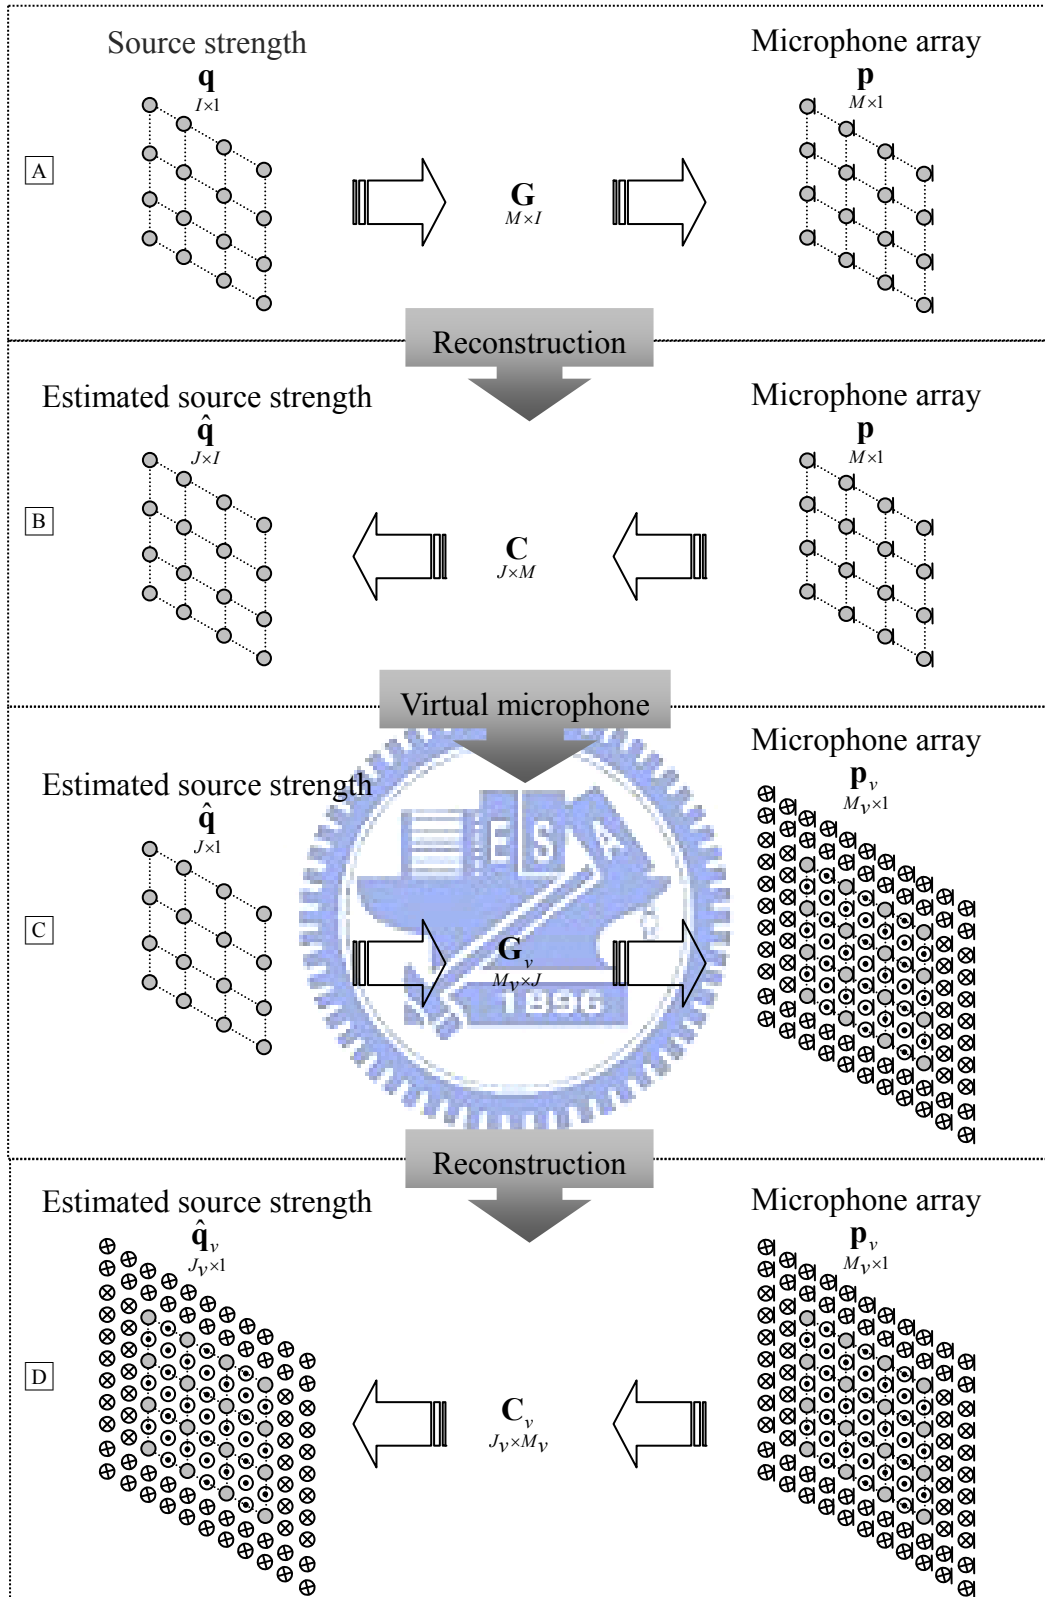 Source strength
q
I×1
Microphone array
p
M×1
A
G
M×I
Reconstruction
Estimated source strength
q̂
J×I
Microphone array
p
M×1
B
C
J×M
Virtual microphone
Estimated source strength
q̂
J×1
Microphone array
p_v
M_v×1
E S A
C
G_v
M_v×J
1896
Reconstruction
Estimated source strength
q̂_v
J_v×1
Microphone array
p_v
M_v×1
D
C_v
J_v×M_v